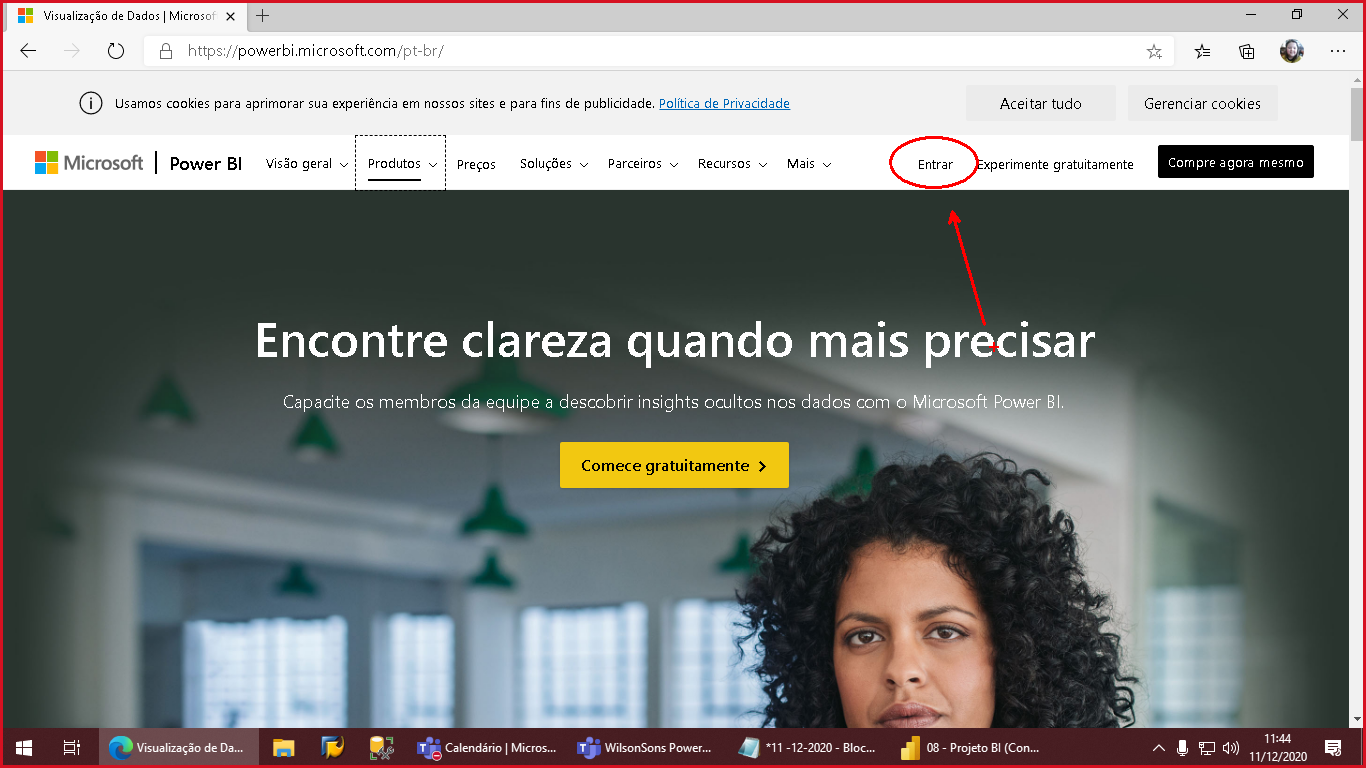 Visualização de Dados | Microsof
https://powerbi.microsoft.com/pt-br/
Usamos cookies para aprimorar sua experiência em nossos sites e para fins de publicidade. Política de Privacidade
Aceitar tudo
Gerenciar cookies
Microsoft
Power BI
Visão geral
Produtos
Preços
Soluções
Parceiros
Recursos
Mais
Entrar
Experimente gratuitamente
Compre agora mesmo
Encontre clareza quando mais precisar
Capacite os membros da equipe a descobrir insights ocultos nos dados com o Microsoft Power BI.
Comece gratuitamente
Visualização de Da...
Calendário | Micros...
WilsonSons Power...
*11 -12-2020 - Bloc...
08 - Projeto BI (Con...
11:44
11/12/2020